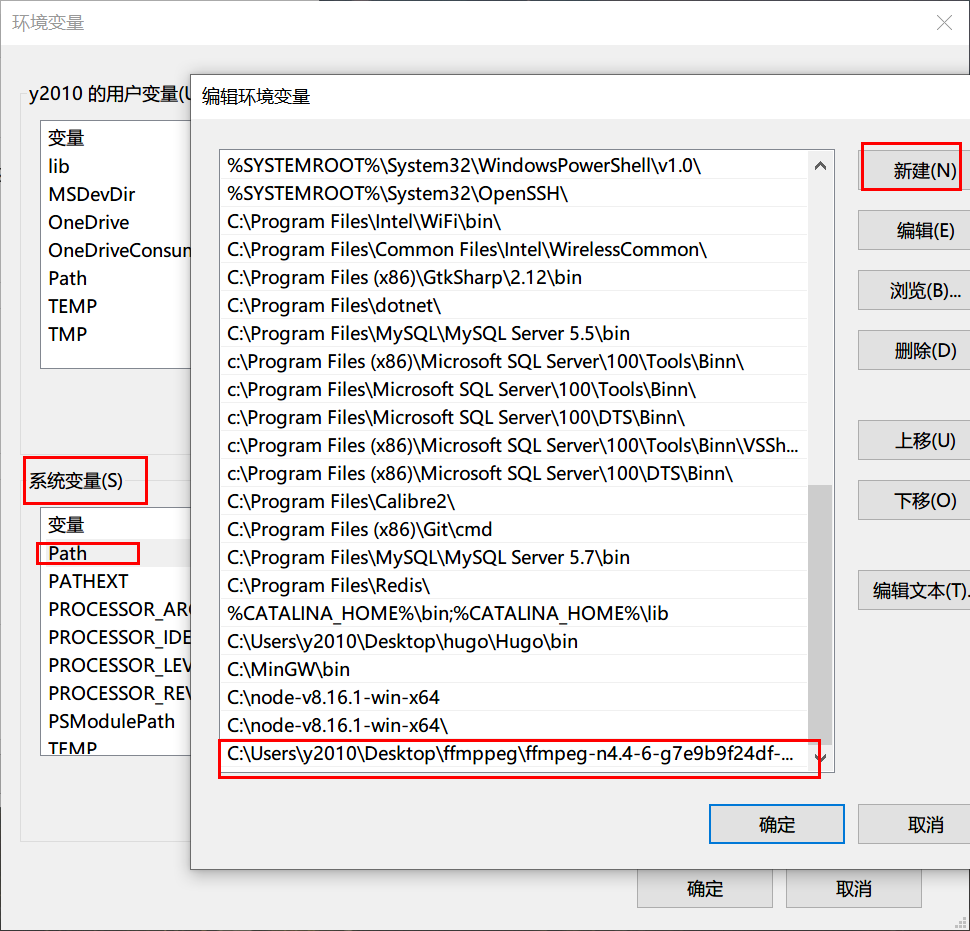 环境变量
y2010 的用户变量(U
变量
lib
MSDevDir
OneDrive
OneDriveConsum
Path
TEMP
TMP
系统变量(S)
变量
Path
PATHEXT
PROCESSOR_ARC
PROCESSOR_IDE
PROCESSOR_LEV
PROCESSOR_REV
PSModulePath
TEMP
编辑环境变量
%SYSTEMROOT%\System32\WindowsPowerShell\v1.0\
%SYSTEMROOT%\System32\OpenSSH\
C:\Program Files\Intel\WiFi\bin\
C:\Program Files\Common Files\Intel\WirelessCommon\
C:\Program Files (x86)\GtkSharp\2.12\bin
C:\Program Files\dotnet\
C:\Program Files\MySQL\MySQL Server 5.5\bin
c:\Program Files (x86)\Microsoft SQL Server\100\Tools\Binn\
c:\Program Files\Microsoft SQL Server\100\Tools\Binn\
c:\Program Files\Microsoft SQL Server\100\DTS\Binn\
c:\Program Files (x86)\Microsoft SQL Server\100\Tools\Binn\VSSh...
c:\Program Files (x86)\Microsoft SQL Server\100\DTS\Binn\
C:\Program Files\Calibre2\
C:\Program Files (x86)\Git\cmd
C:\Program Files\MySQL\MySQL Server 5.7\bin
C:\Program Files\Redis\
%CATALINA_HOME%\bin;%CATALINA_HOME%\lib
C:\Users\y2010\Desktop\hugo\Hugo\bin
C:\MinGW\bin
C:\node-v8.16.1-win-x64
C:\node-v8.16.1-win-x64\
C:\Users\y2010\Desktop\ffmppeg\ffmpeg-n4.4-6-g7e9b9f24df-...
新建(N)
编辑(E)
浏览(B)...
删除(D)
上移(U)
下移(O)
编辑文本(T).
确定
取消
确定
取消